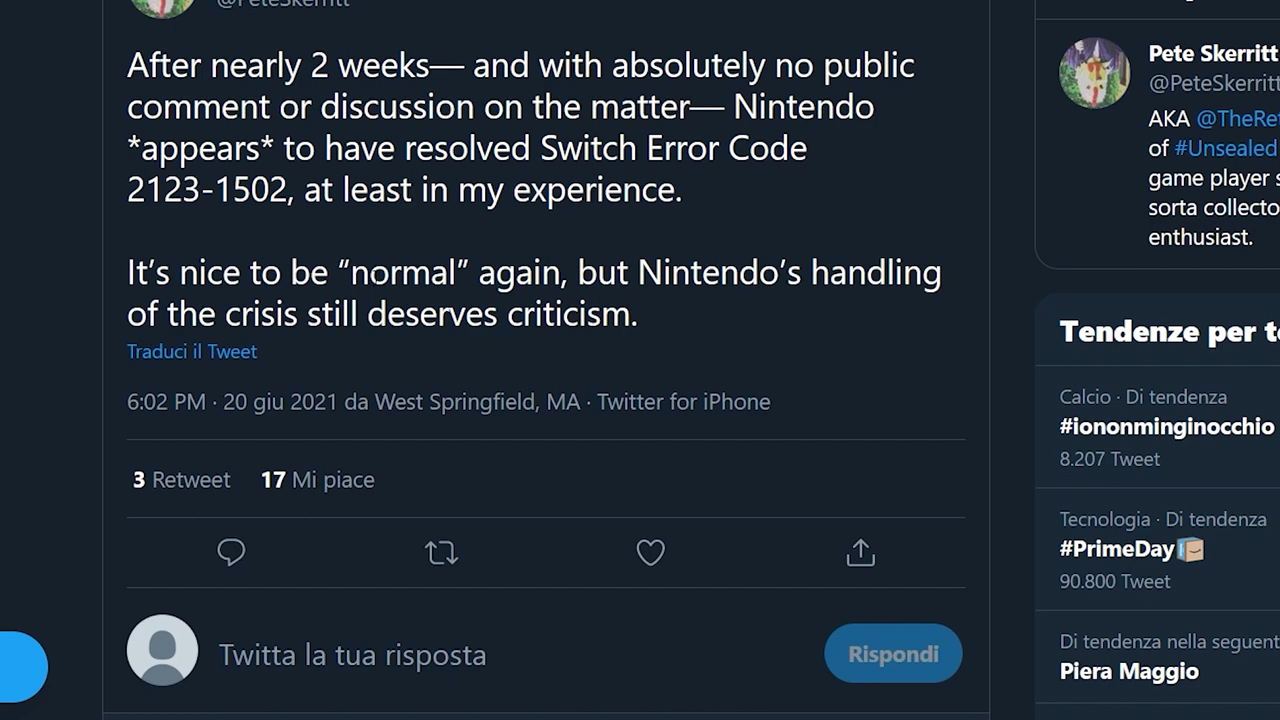 @PeteSkerritt
After nearly 2 weeks— and with absolutely no public
comment or discussion on the matter— Nintendo
*appears* to have resolved Switch Error Code
2123-1502, at least in my experience.
It’s nice to be “normal” again, but Nintendo’s handling
of the crisis still deserves criticism.
Traduci il Tweet
6:02 PM · 20 giu 2021 da West Springfield, MA · Twitter for iPhone
3 Retweet 17 Mi piace
Twitta la tua risposta
Rispondi
Pete Skerritt
@PeteSkerritt
AKA @TheRe
of #Unsealed
game player s
sorta collecto
enthusiast.
Tendenze per t
Calcio · Di tendenza
#iononminginocchio
8.207 Tweet
Tecnologia · Di tendenza
#PrimeDay
90.800 Tweet
Di tendenza nella seguent
Piera Maggio